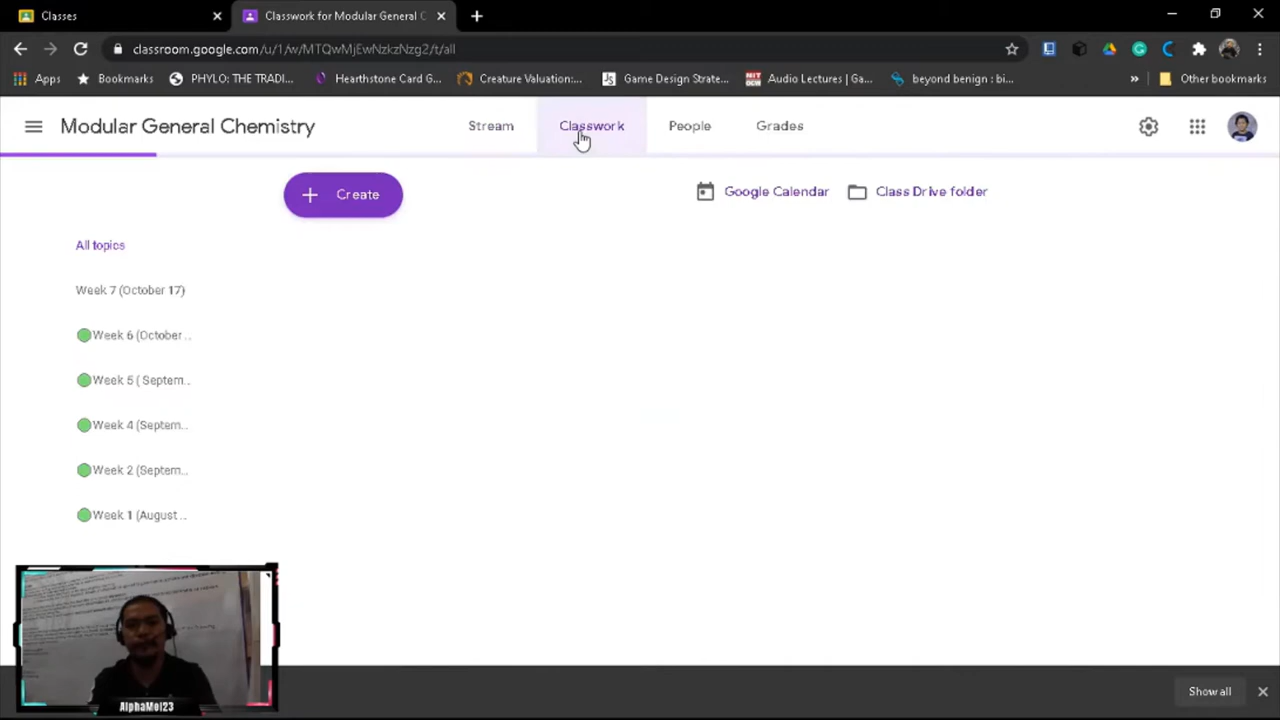 Classes
Classwork for Modular General C
classroom.google.com/u/1/w/MTQwMjEwNzkzNzg2/t/all
Apps
Bookmarks
PHYLO: THE TRADI...
Hearthstone Card G...
Creature Valuation:...
Game Design Strate...
Audio Lectures | Ga...
beyond benign : bi...
»
Other bookmarks
Modular General Chemistry
Stream
Classwork
People
Grades
+ Create
Google Calendar
Class Drive folder
All topics
Week 7 (October 17)
Week 6 (October ...
Week 5 ( Septem...
Week 4 (Septem...
Week 2 (Septem...
Week 1 (August ...
AlphaMol23
Show all